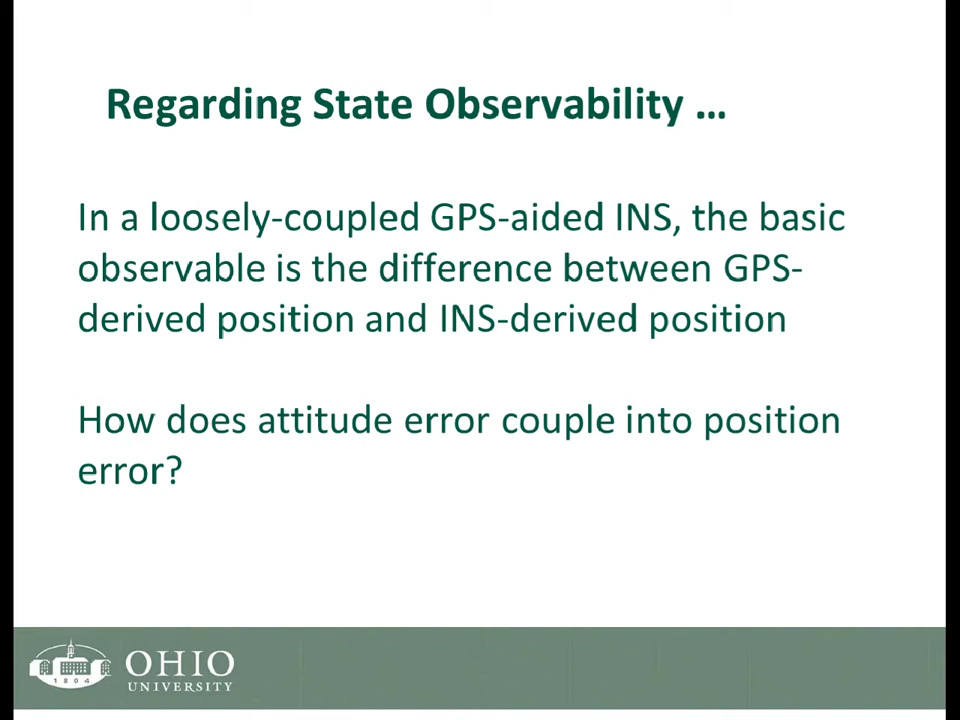 Regarding State Observability ...
In a loosely-coupled GPS-aided INS, the basic
observable is the difference between GPS-
derived position and INS-derived position
How does attitude error couple into position
error?
1804
OHIO
UNIVERSITY